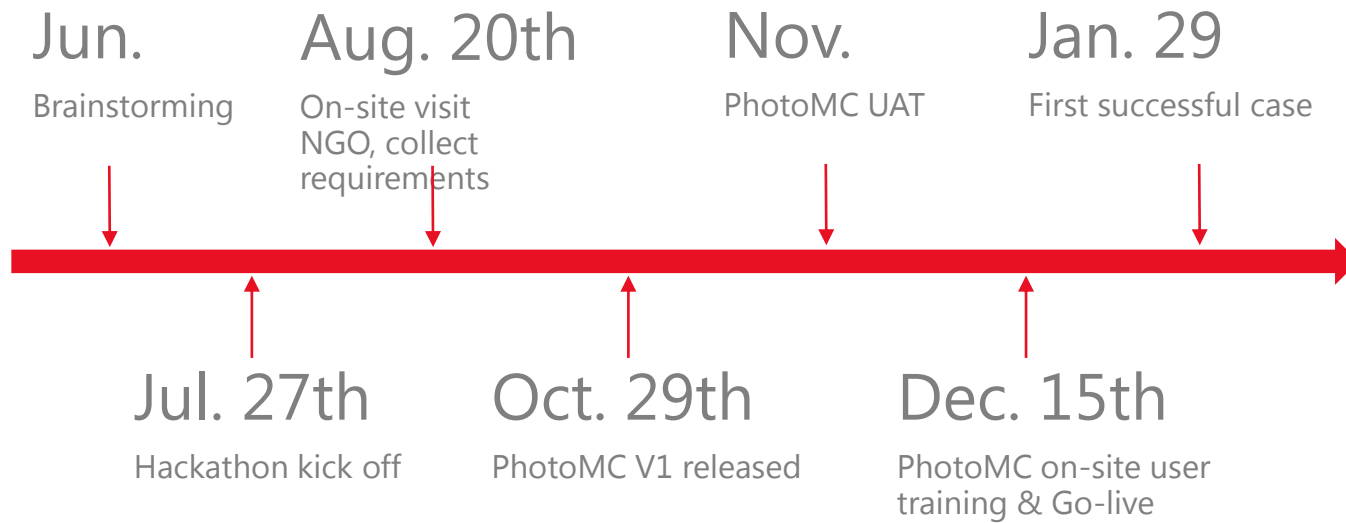 Jun.
Brainstorming
Aug. 20th
On-site visit
NGO, collect
requirements
Nov.
PhotoMC UAT
Jan. 29
First successful case
Jul. 27th
Hackathon kick off
Oct. 29th
PhotoMC V1 released
Dec. 15th
PhotoMC on-site user
training & Go-live